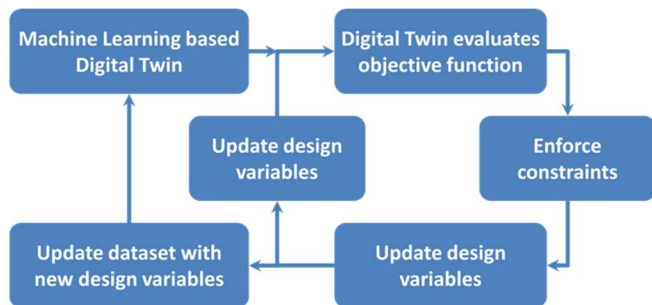 Machine Learning based
Digital Twin
Digital Twin evaluates
objective function
Update design
variables
Enforce
constraints
Update dataset with
new design variables
Update design
variables